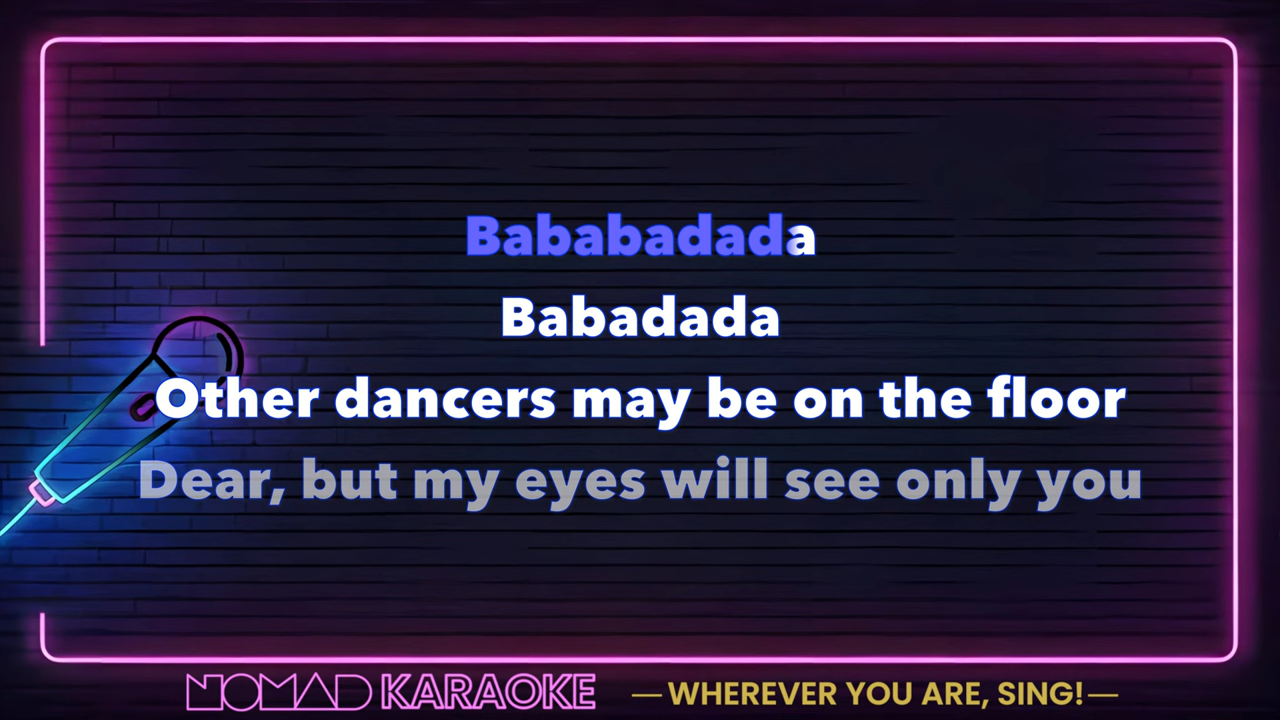 Bababadada
Babadada
Other dancers may be on the floor
Dear, but my eyes will see only you
NOMAD KARAOKE — WHEREVER YOU ARE, SING! —